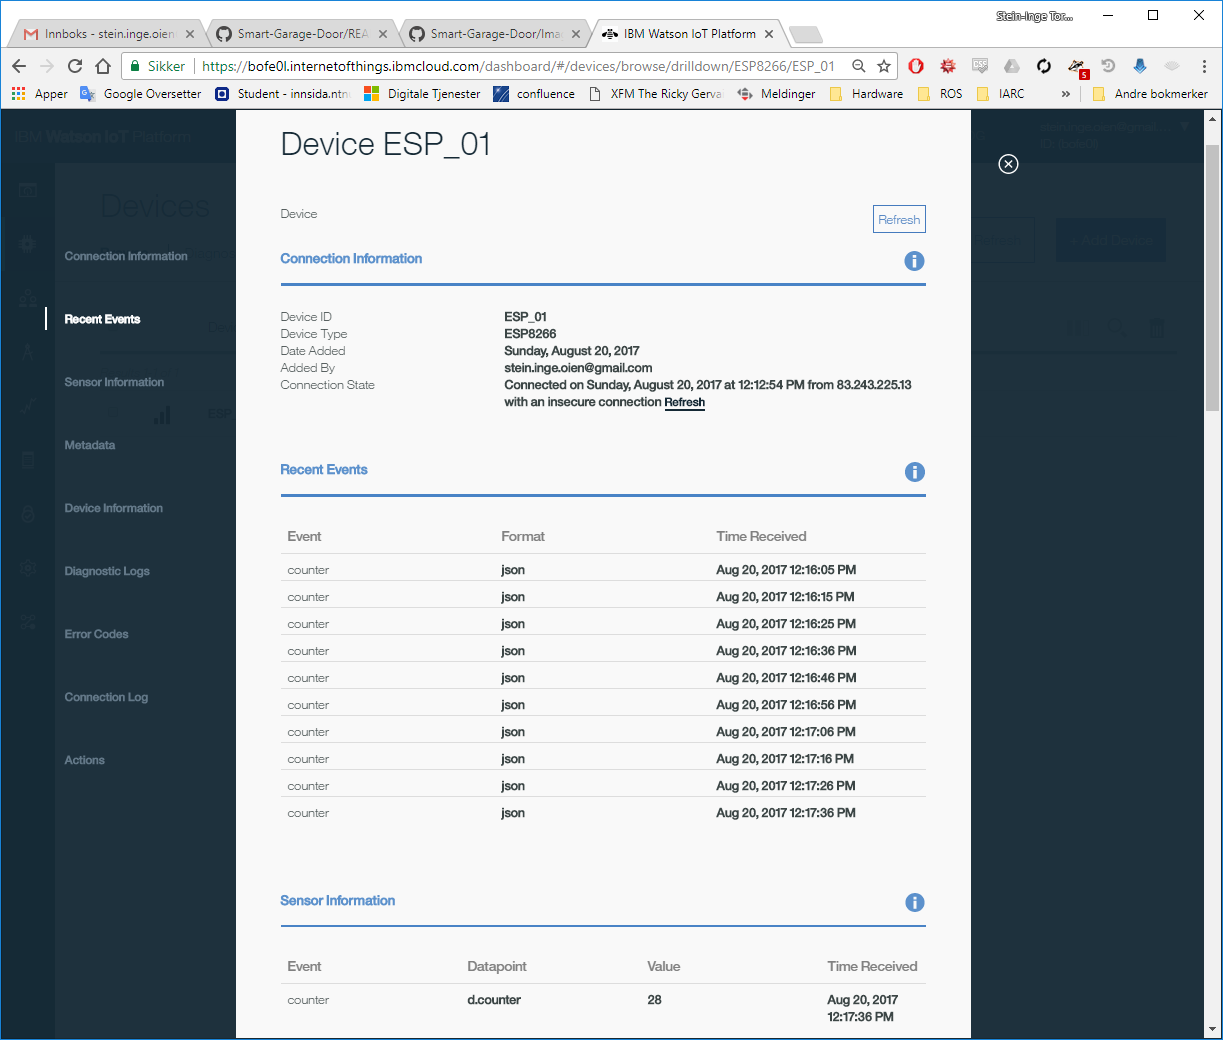 Stein-Inge Tor...
Innboks - stein.inge.oien
Smart-Garage-Door/REA
Smart-Garage-Door/Ima
IBM Watson IoT Platform
Sikker
https://bofe0l.internetofthings.ibmcloud.com/dashboard/#/devices/browse/drilldown/ESP8266/ESP_01
5
Apper
Google Oversetter
Student - innsida.ntn
Digitale Tjenester
confluence
XFM The Ricky Gerva
Meldinger
Hardware
ROS
IARC
»
Andre bokmerker
IBM Watson IoT Platform
Devices
+ Add Device
Connection Information
Recent Events
Sensor Information
ESP_
Metadata
Device Information
Diagnostic Logs
Error Codes
Connection Log
Actions
Device ESP_01
Device
Refresh
Connection Information
Device ID ESP_01
Device Type ESP8266
Date Added Sunday, August 20, 2017
Added By stein.inge.oien@gmail.com
Connection State Connected on Sunday, August 20, 2017 at 12:12:54 PM from 83.243.225.13
with an insecure connection Refresh
Recent Events
Event Format Time Received
counter json Aug 20, 2017 12:16:05 PM
counter json Aug 20, 2017 12:16:15 PM
counter json Aug 20, 2017 12:16:25 PM
counter json Aug 20, 2017 12:16:36 PM
counter json Aug 20, 2017 12:16:46 PM
counter json Aug 20, 2017 12:16:56 PM
counter json Aug 20, 2017 12:17:06 PM
counter json Aug 20, 2017 12:17:16 PM
counter json Aug 20, 2017 12:17:26 PM
counter json Aug 20, 2017 12:17:36 PM
Sensor Information
Event Datapoint Value Time Received
counter d.counter 28 Aug 20, 2017
12:17:36 PM